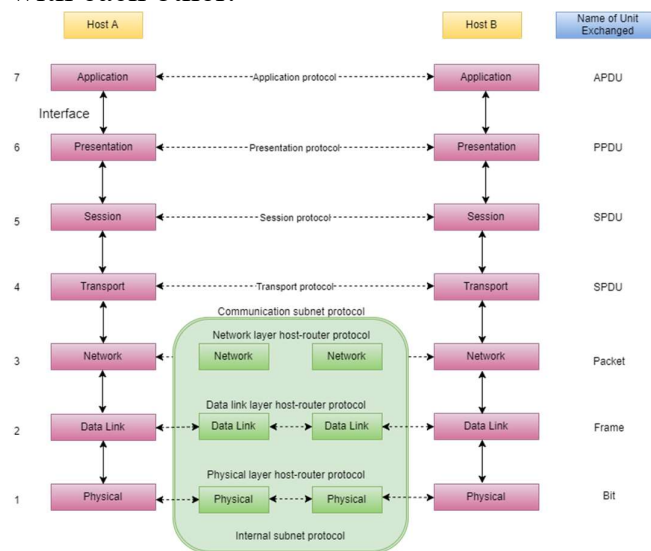 with each other.
Host A Host B Name of Unit
Exchanged
7 Application Application protocol Application APDU
Interface
6 Presentation Presentation protocol Presentation PPDU
5 Session Session protocol Session SPDU
4 Transport Transport protocol Transport SPDU
Communication subnet protocol
Network layer host-router protocol
3 Network Network Network Network Packet
Data link layer host-router protocol
2 Data Link Data Link Data Link Data Link Frame
Physical layer host-router protocol
1 Physical Physical Physical Physical Bit
Internal subnet protocol